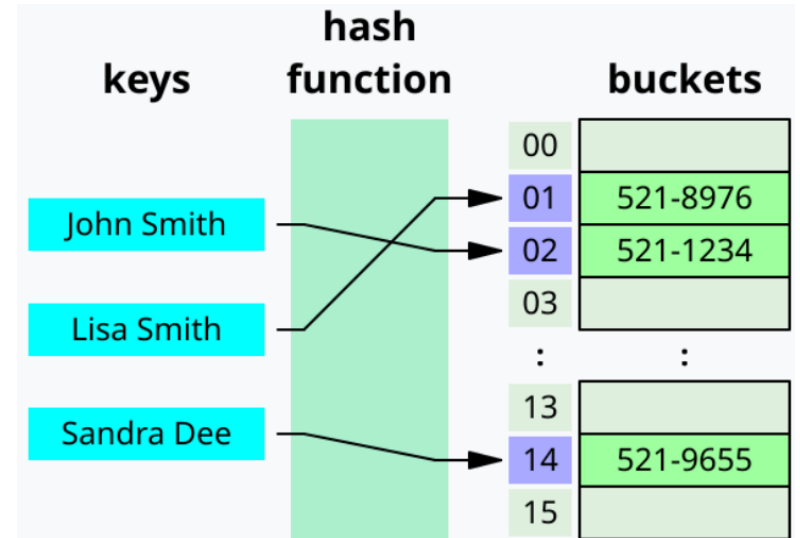 keys
hash
function
buckets
John Smith
Lisa Smith
Sandra Dee
00
01 521-8976
02 521-1234
03
: :
13
14 521-9655
15